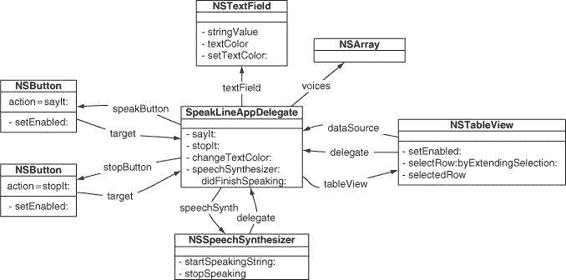 NSTextField
- stringValue
- textColor
- setTextColor:
NSArray
textField
voices
NSButton
action=sayIt:
- setEnabled:
speakButton
target
SpeakLineAppDelegate
- sayIt:
- stopIt:
- changeTextColor:
- speechSynthesizer:
didFinishSpeaking:
dataSource
delegate
tableView
NSTableView
- setEnabled:
- selectRow:byExtendingSelection:
- selectedRow
NSButton
action=stopIt:
- setEnabled:
stopButton
target
speechSynth
delegate
NSSpeechSynthesizer
- startSpeakingString:
- stopSpeaking